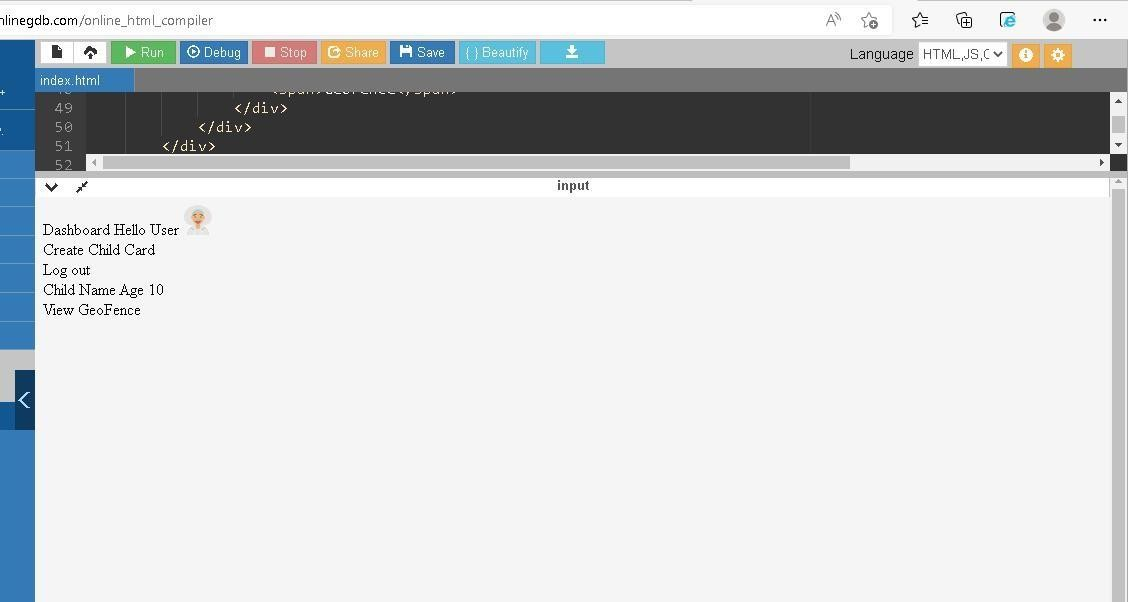 nlinegdb.com/online_html_compiler
Run Debug Stop Share Save { } Beautify Language HTML,JS,C
index.html
49 </div>
50 </div>
51 </div>
52
input
Dashboard Hello User
Create Child Card
Log out
Child Name Age 10
View GeoFence